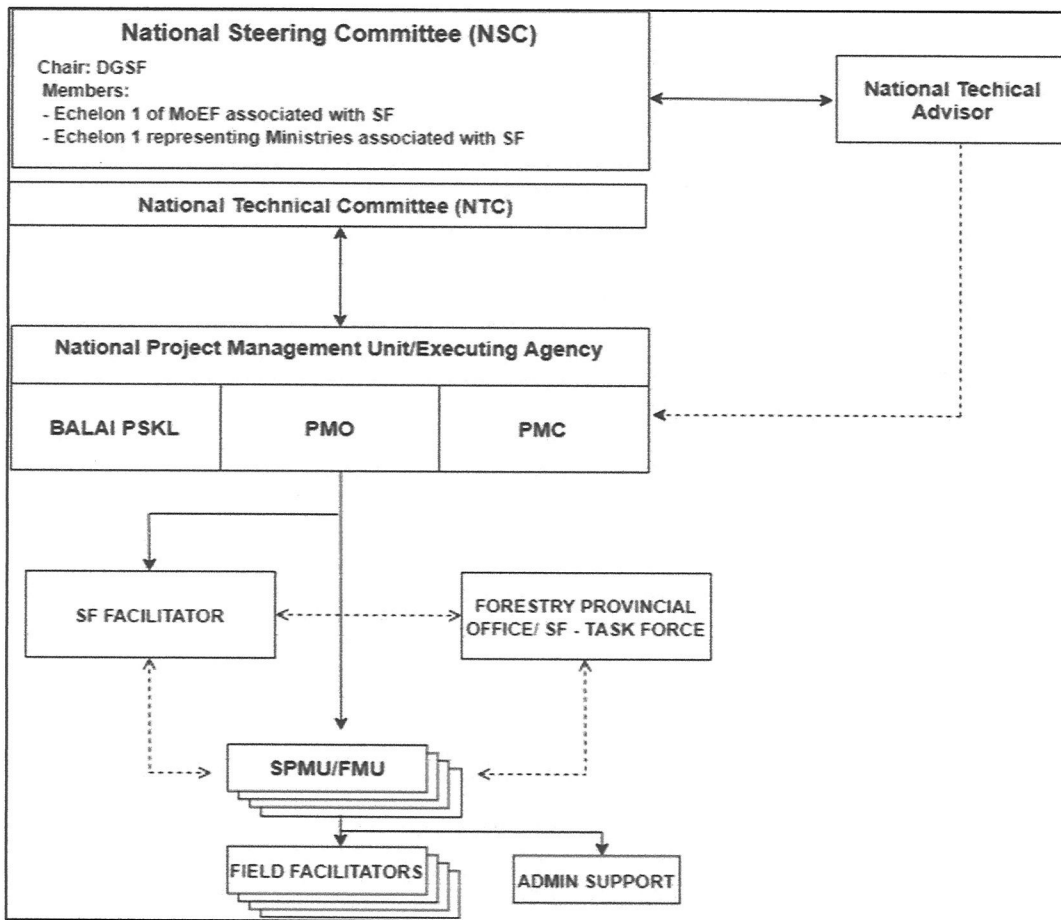 National Steering Committee (NSC)
Chair: DGSF
Members:
- Echelon 1 of MoEF associated with SF
- Echelon 1 representing Ministries associated with SF
National Techical
Advisor
National Technical Committee (NTC)
National Project Management Unit/Executing Agency
BALAI PSKL
PMO
PMC
SF FACILITATOR
FORESTRY PROVINCIAL
OFFICE/ SF - TASK FORCE
SPMU/FMU
FIELD FACILITATORS
ADMIN SUPPORT